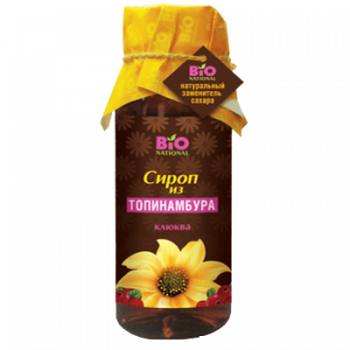 BiO
NATIONAL
натуральный
заменитель
сахара
BiO
NATIONAL
Сироп
из
ТОПИНАМБУРА
клюква